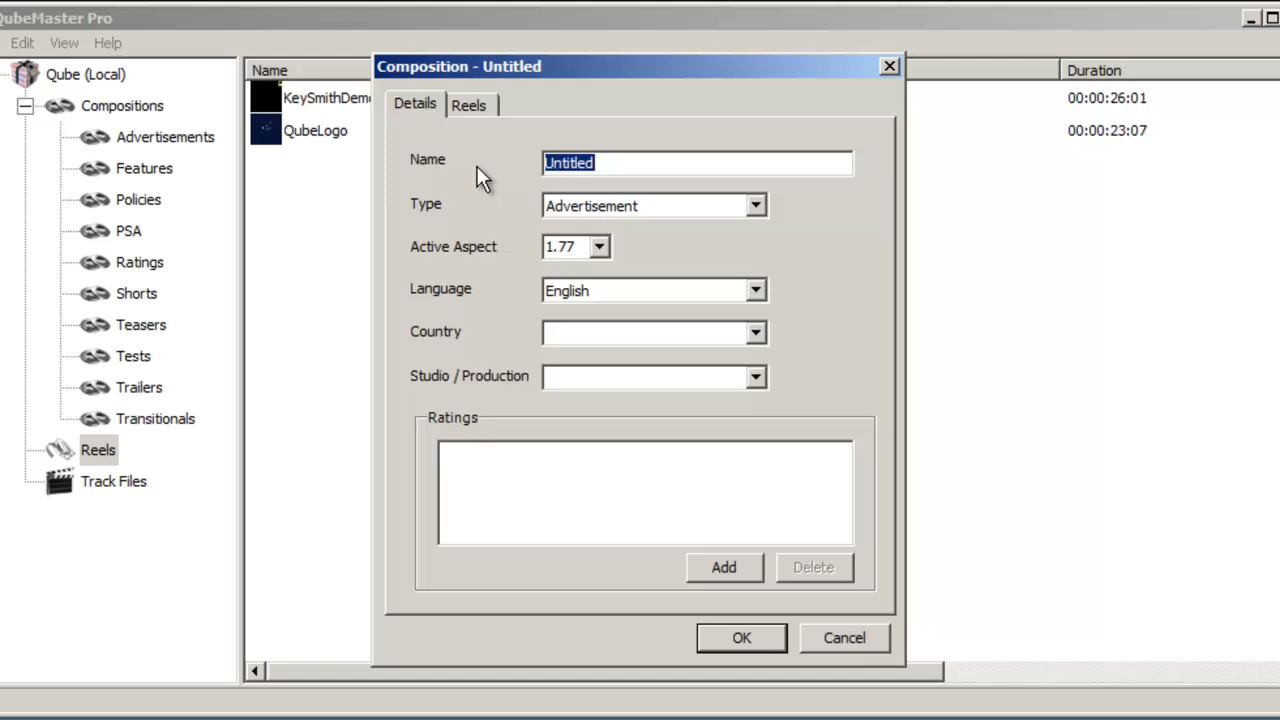 QubeMaster Pro
Edit View Help
Qube (Local)
Compositions
Advertisements
Features
Policies
PSA
Ratings
Shorts
Teasers
Tests
Trailers
Transitionals
Reels
Track Files
Name Duration
KeySmithDemo 00:00:26:01
QubeLogo 00:00:23:07
Composition - Untitled
Details Reels
Name Untitled
Type Advertisement
Active Aspect 1.77
Language English
Country
Studio / Production
Ratings
Add Delete
OK Cancel